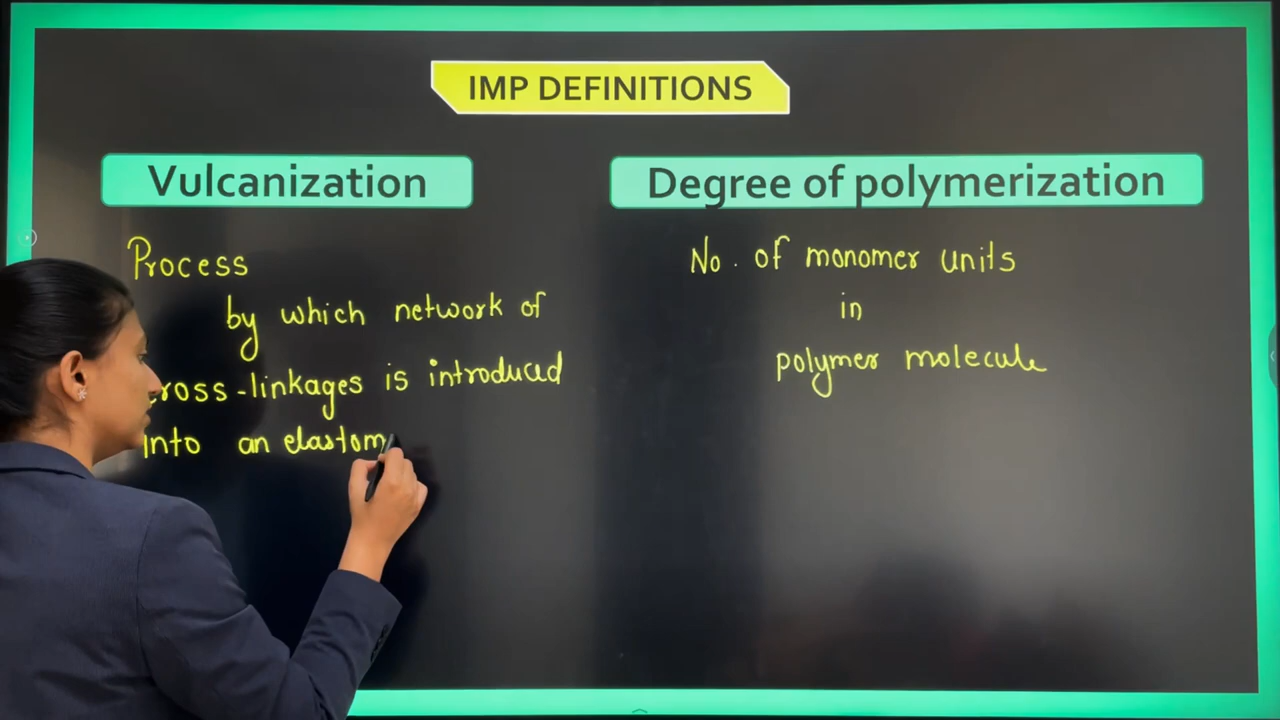 IMP DEFINITIONS
Vulcanization
Process
by which network of
cross-linkages is introduced
into an elastom
Degree of polymerization
No. of monomer units
in
polymer molecule